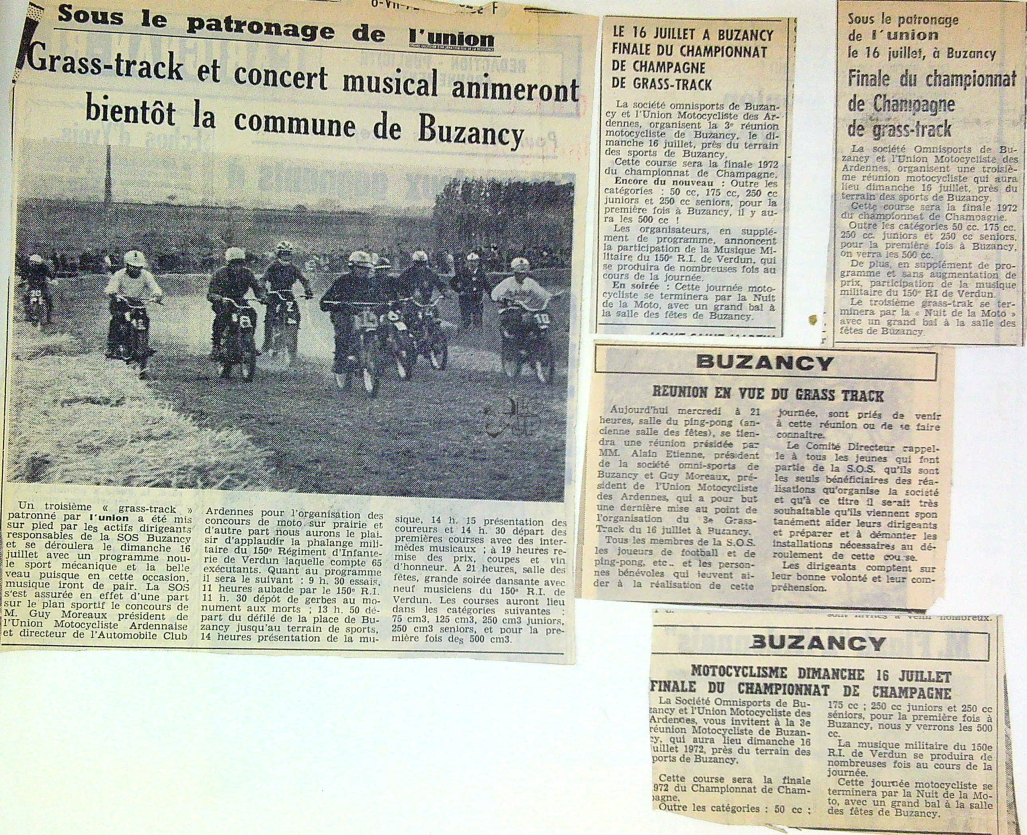 Sous le patronage de l'union
Grass-track et concert musical animeront
bientôt la commune de Buzancy
Un troisième « grass-track »
patronné par l'union a été mis
sur pied par les actifs dirigeants
responsables de la SOS Buzancy
et se déroulera le dimanche 16
juillet avec un programme nou-
le sport mécanique et la belle
veau puisque en cette occasion,
musique iront de pair. La SOS
s'est assurée en effet d'une part
sur le plan sportif le concours de
M. Guy Moreaux président de
l'Union Motocycliste Ardennaise
et directeur de l'Automobile Club
Ardennes pour l'organisation des
concours de moto sur prairie et
d'autre part nous aurons le plai-
sir d'applaudir la phalange mili-
taire du 150e Régiment d'Infante-
rie de Verdun laquelle compte 65
exécutants. Quant au programme
il sera le suivant : 9 h. 30 essais,
11 heures aubade par le 150e R.I.
11 h. 30 dépôt de gerbes au mo-
nument aux morts ; 13 h. 50 dé-
part du défilé de la place de Bu-
zancy jusqu'au terrain de sports,
14 heures présentation de la mu-
sique, 14 h. 15 présentation des
coureurs et 14 h. 30 départ des
premières courses avec des inter-
mèdes musicaux ; à 19 heures re-
mise des prix, coupes et vin
d'honneur. A 21 heures, salle des
fêtes, grande soirée dansante avec
neuf musiciens du 150e R.I. de
Verdun. Les courses auront lieu
dans les catégories suivantes :
75 cm3, 125 cm3, 250 cm3 juniors,
250 cm3 seniors, et pour la pre-
mière fois des 500 cm3.
LE 16 JUILLET A BUZANCY
FINALE DU CHAMPIONNAT
DE CHAMPAGNE
DE GRASS-TRACK
La société omnisports de Buzan-
cy et l'Union Motocycliste des Ar-
dennes, organisent la 3e réunion
motocycliste de Buzancy, le di-
manche 16 juillet, près du terrain
des sports de Buzancy.
Cette course sera la finale 1972
du championnat de Champagne.
Encore du nouveau : Outre les
catégories : 50 cc, 175 cc, 250 cc
juniors et 250 cc seniors, pour la
première fois à Buzancy, il y au-
ra les 500 cc !
Les organisateurs, en supplé-
ment de programme, annoncent
la participation de la Musique Mi-
litaire du 150e R.I. de Verdun, qui
se produira de nombreuses fois au
cours de la journée.
En soirée : Cette journée moto-
cycliste se terminera par la Nuit
de la Moto, avec un grand bal à la
salle des fêtes de Buzancy.
Sous le patronage
de l'union
le 16 juillet, à Buzancy
Finale du championnat
de Champagne
de grass-track
La société Omnisports de Bu-
zancy et l'Union Motocycliste des
Ardennes, organisent une troisiè-
me réunion motocycliste qui aura
lieu dimanche 16 juillet, près du
terrain des sports de Buzancy.
Cette course sera la finale 1972
du championnat de Champagne.
Outre les catégories 50 cc, 175 cc,
250 cc. juniors et 250 cc seniors,
pour la première fois à Buzancy,
on verra les 500 cc.
De plus, en supplément de pro-
gramme et sans augmentation de
prix, participation de la musique
militaire du 150e RI de Verdun.
Le troisième grass-trak se ter-
minera par la « Nuit de la Moto »
avec un grand bal à la salle des
fêtes de Buzancy
BUZANCY
REUNION EN VUE DU GRASS TRACK
Aujourd'hui mercredi à 21
heures, salle du ping-pong (an-
cienne salle des fêtes), se tien-
dra une réunion présidée par
MM. Alain Etienne, président
de la société omni-sports de
Buzancy et Guy Moreaux, pré-
sident de l'Union Motocycliste
des Ardennes, qui a pour but
une dernière mise au point de
l'organisation du 3e Grass-
Track du 16 juillet à Buzancy.
Tous les membres de la S.O.S.
les joueurs de football et de
ping-pong, etc.. et les person-
nes bénévoles qui peuvent ai-
der à la réalisation de cette
journée, sont priés de venir
à cette réunion ou de se faire
connaître.
Le Comité Directeur rappel-
le à tous les jeunes qui font
partie de la S.O.S. qu'ils sont
les seuls bénéficiaires des réa-
lisations qu'organise la société
et qu'à ce titre il serait très
souhaitable qu'ils viennent spon
tanément aider leurs dirigeants
et préparer et à démonter les
installations nécessaires au dé-
roulement de cette course.
Les dirigeants comptent sur
leur bonne volonté et leur com-
préhension.
BUZANCY
MOTOCYCLISME DIMANCHE 16 JUILLET
FINALE DU CHAMPIONNAT DE CHAMPAGNE
La Société Omnisports de Bu-
zancy et l'Union Motocycliste des
Ardennes, vous invitent à la 3e
réunion Motocycliste de Buzan-
cy, qui aura lieu dimanche 16
juillet 1972, près du terrain des
sports de Buzancy.
Cette course sera la finale
1972 du Championnat de Cham-
pagne.
Outre les catégories : 50 cc ;
175 cc ; 250 cc juniors et 250 cc
séniors, pour la première fois à
Buzancy, nous y verrons les 500
cc.
La musique militaire du 150e
R.I. de Verdun se produira de
nombreuses fois au cours de la
journée.
Cette journée motocycliste se
terminera par la Nuit de la Mo-
to, avec un grand bal à la salle
des fêtes de Buzancy.